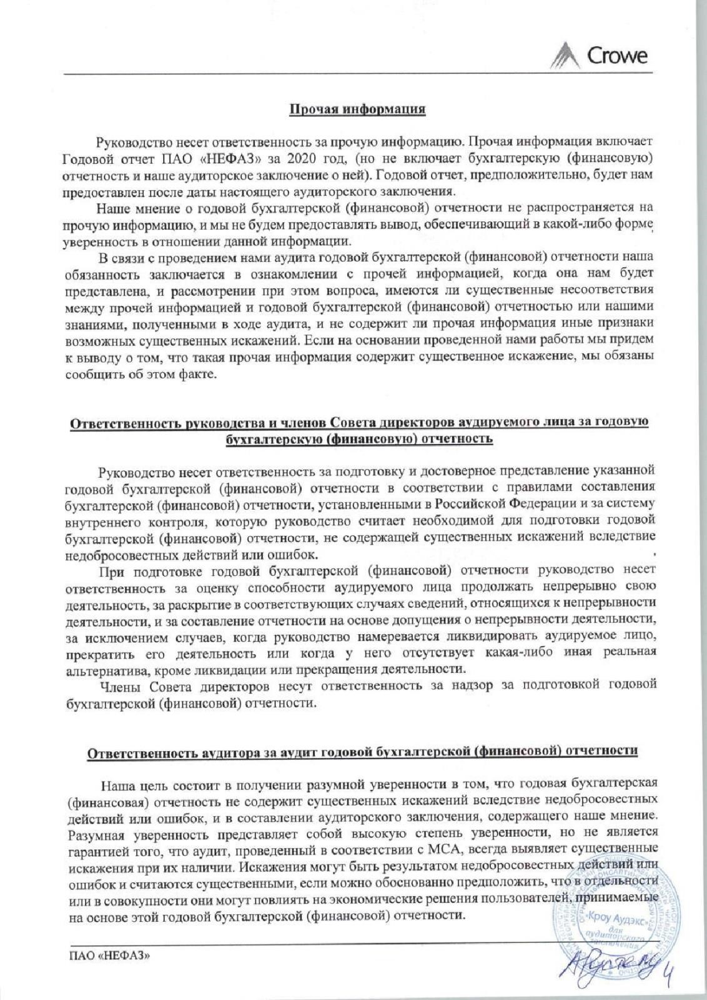 Crowe
Прочая информация
Руководство несет ответственность за прочую информацию. Прочая информация включает
Годовой отчет ПАО «НЕФАЗ» за 2020 год, (но не включает бухгалтерскую (финансовую)
отчетность и наше аудиторское заключение о ней). Годовой отчет, предположительно, будет нам
предоставлен после даты настоящего аудиторского заключения.
Наше мнение о годовой бухгалтерской (финансовой) отчетности не распространяется на
прочую информацию, и мы не будем предоставлять вывод, обеспечивающий в какой-либо форме
уверенность в отношении данной информации.
В связи с проведением нами аудита годовой бухгалтерской (финансовой) отчетности наша
обязанность заключается в ознакомлении с прочей информацией, когда она нам будет
представлена, и рассмотрении при этом вопроса, имеются ли существенные несоответствия
между прочей информацией и годовой бухгалтерской (финансовой) отчетностью или нашими
знаниями, полученными в ходе аудита, и не содержит ли прочая информация иные признаки
возможных существенных искажений. Если на основании проведенной нами работы мы придем
к выводу о том, что такая прочая информация содержит существенное искажение, мы обязаны
сообщить об этом факте.
Ответственность руководства и членов Совета директоров аудируемого лица за годовую
бухгалтерскую (финансовую) отчетность
Руководство несет ответственность за подготовку и достоверное представление указанной
годовой бухгалтерской (финансовой) отчетности в соответствии с правилами составления
бухгалтерской (финансовой) отчетности, установленными в Российской Федерации и за систему
внутреннего контроля, которую руководство считает необходимой для подготовки годовой
бухгалтерской (финансовой) отчетности, не содержащей существенных искажений вследствие
недобросовестных действий или ошибок.
При подготовке годовой бухгалтерской (финансовой) отчетности руководство несет
ответственность за оценку способности аудируемого лица продолжать непрерывно свою
деятельность, за раскрытие в соответствующих случаях сведений, относящихся к непрерывности
деятельности, и за составление отчетности на основе допущения о непрерывности деятельности,
за исключением случаев, когда руководство намеревается ликвидировать аудируемое лицо,
прекратить его деятельность или когда у него отсутствует какая-либо иная реальная
альтернатива, кроме ликвидации или прекращения деятельности.
Члены Совета директоров несут ответственность за надзор за подготовкой годовой
бухгалтерской (финансовой) отчетности.
Ответственность аудитора за аудит годовой бухгалтерской (финансовой) отчетности
Наша цель состоит в получении разумной уверенности в том, что годовая бухгалтерская
(финансовая) отчетность не содержит существенных искажений вследствие недобросовестных
действий или ошибок, и в составлении аудиторского заключения, содержащего наше мнение.
Разумная уверенность представляет собой высокую степень уверенности, но не является
гарантией того, что аудит, проведенный в соответствии с МСА, всегда выявляет существенные
искажения при их наличии. Искажения могут быть результатом недобросовестных действий или
ошибок и считаются существенными, если можно обоснованно предположить, что в отдельности
или в совокупности они могут повлиять на экономические решения пользователей, принимаемые
на основе этой годовой бухгалтерской (финансовой) отчетности.
«Кроу Аудэкс»
для
аудиторского
заключения
ПАО «НЕФАЗ»
4